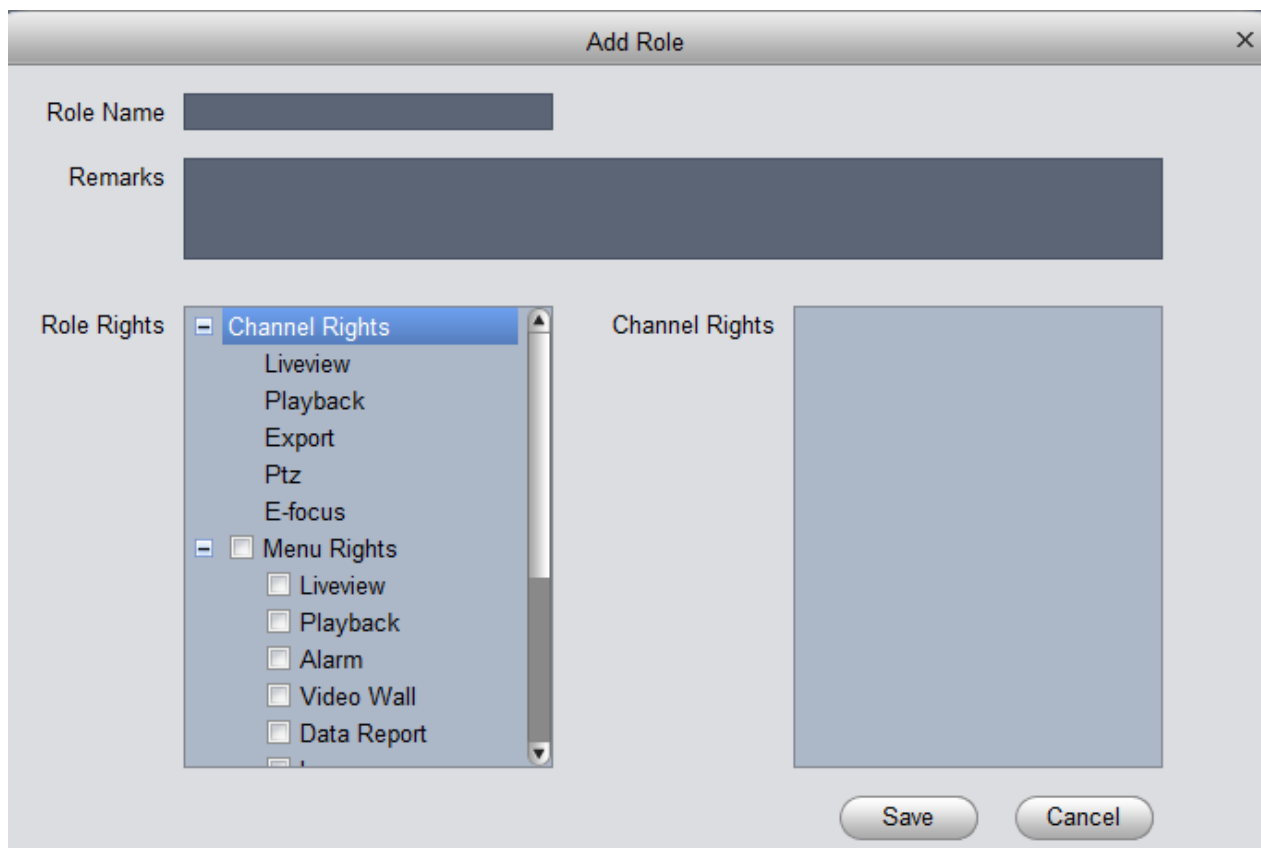 Add Role
Role Name
Remarks
Role Rights
Channel Rights
Liveview
Playback
Export
Ptz
E-focus
Menu Rights
Liveview
Playback
Alarm
Video Wall
Data Report
Channel Rights
Save
Cancel